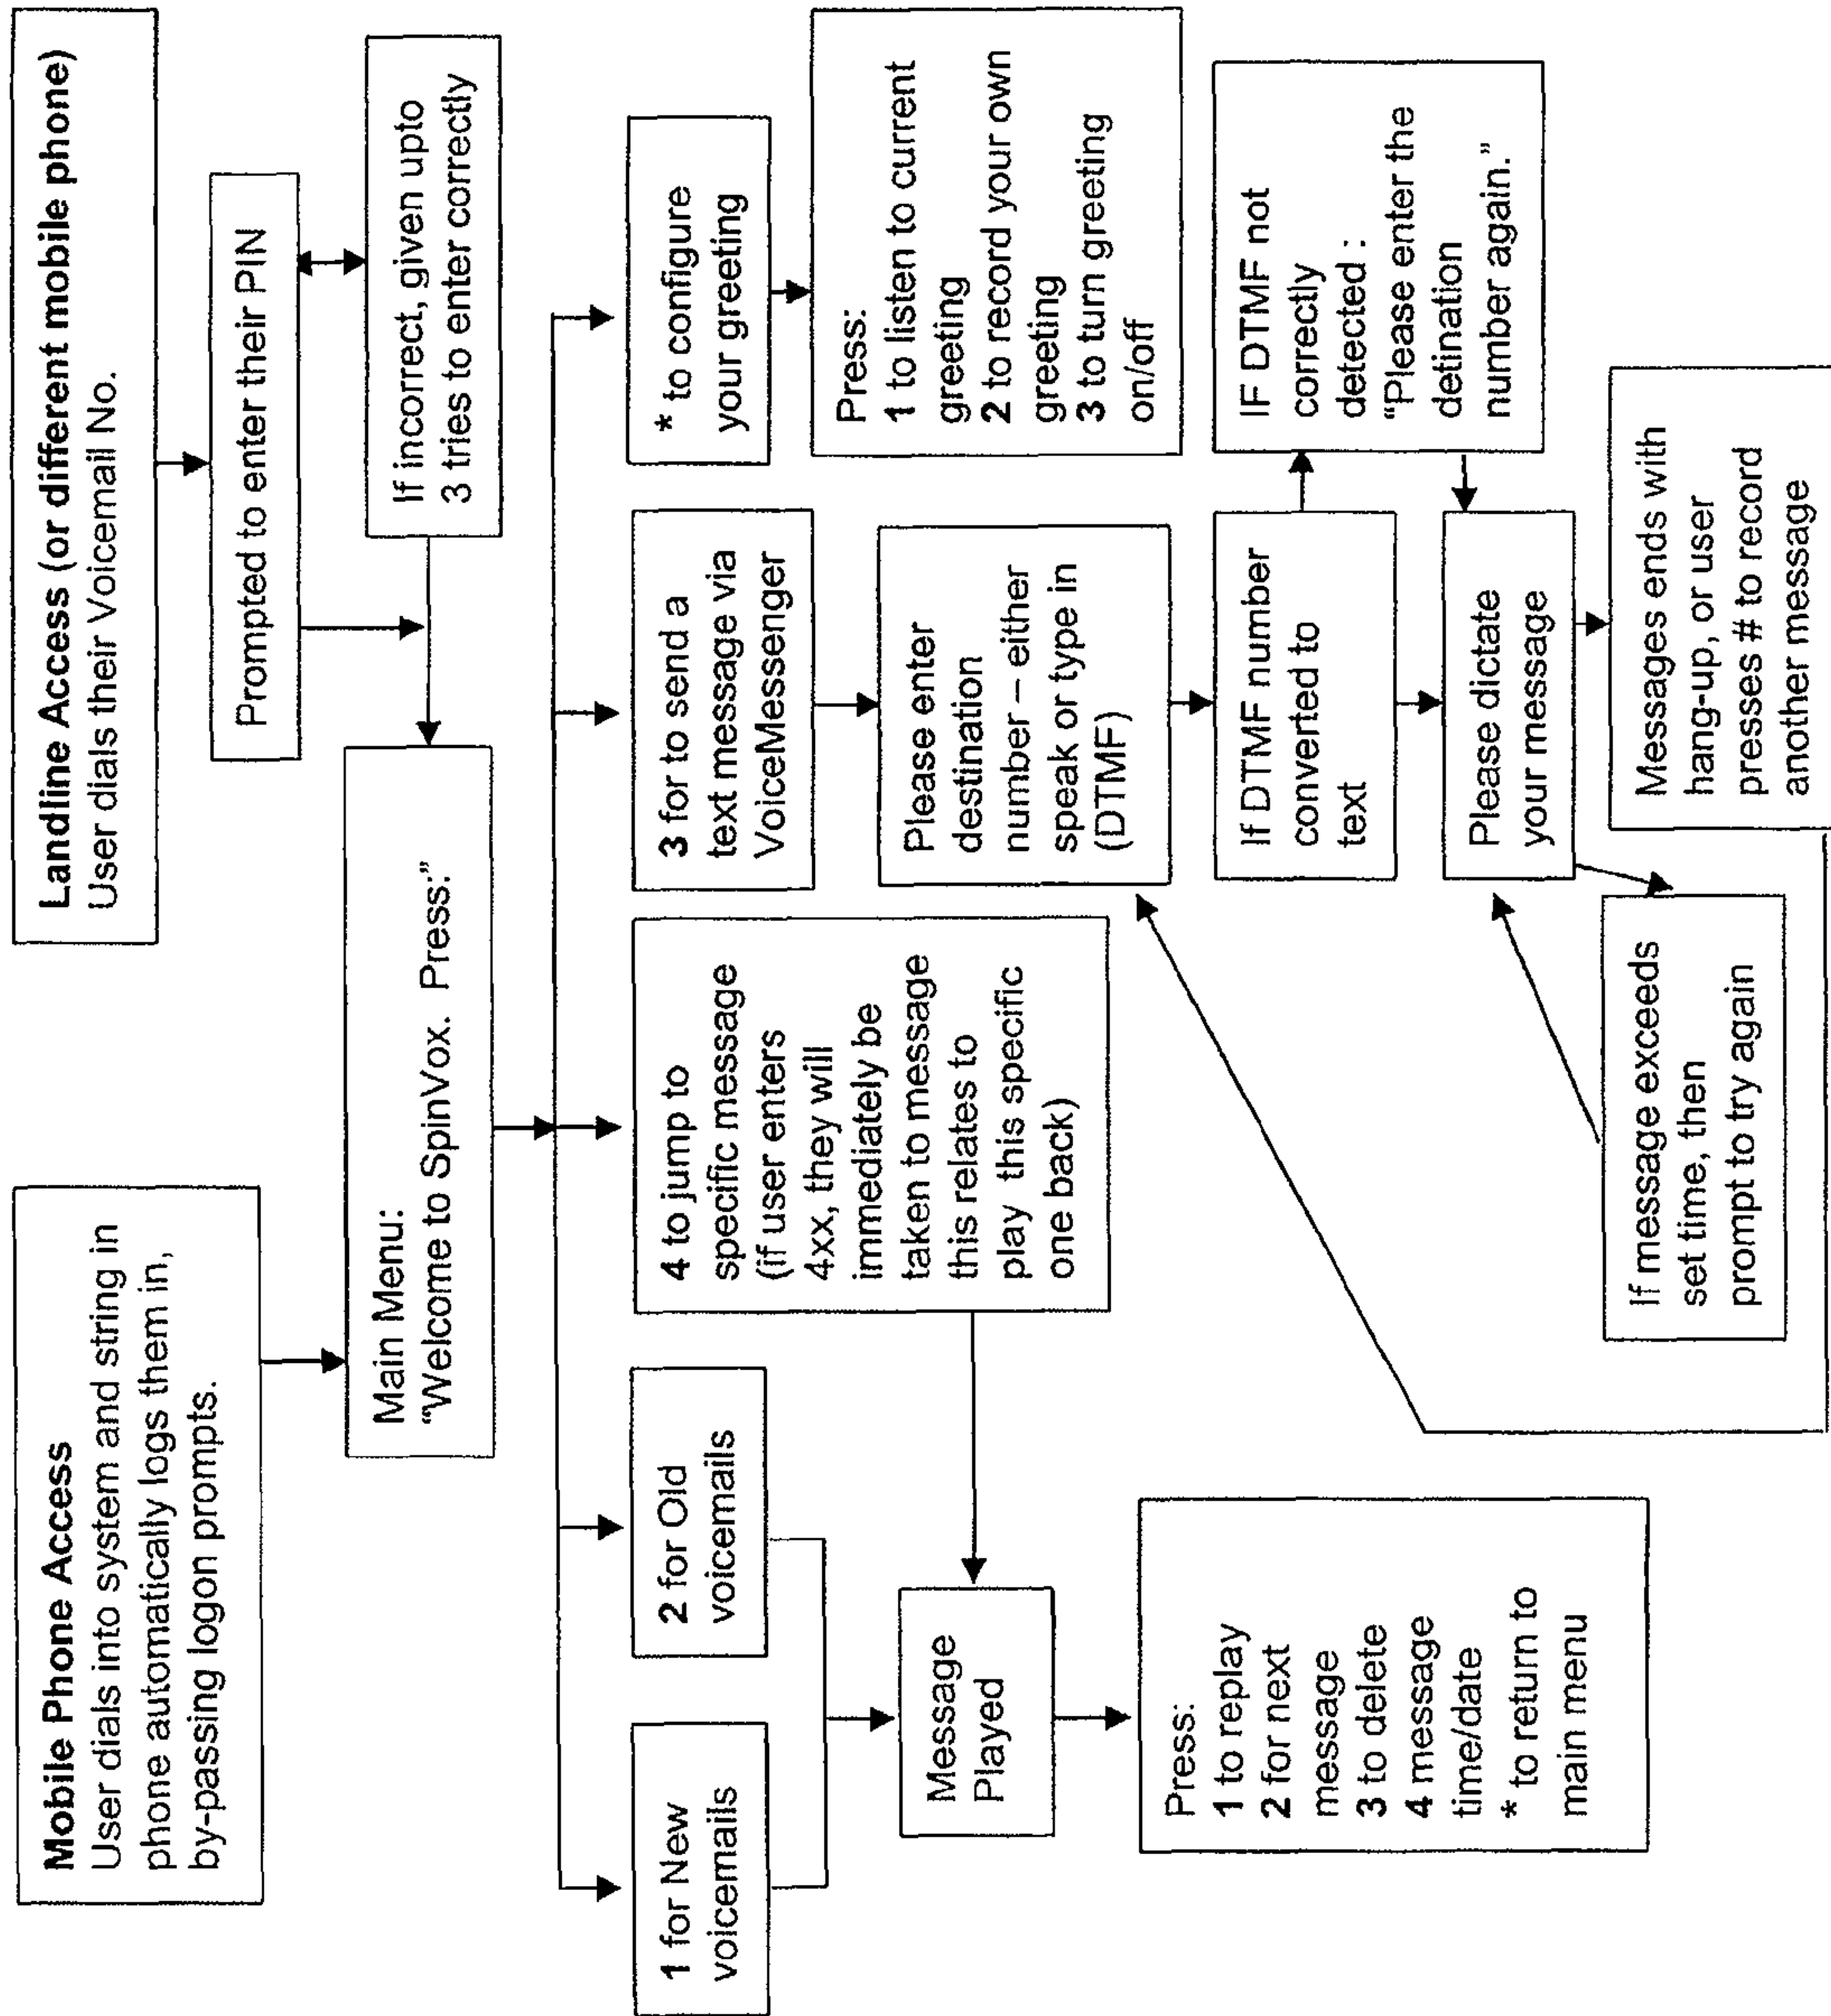 Mobile Phone Access
User dials into system and string in
phone automatically logs them in,
by-passing logon prompts.
Landline Access (or different mobile phone)
User dials their Voicemail No.
Prompted to enter their PIN
If incorrect, given upto
3 tries to enter correctly
Main Menu:
“Welcome to SpinVox. Press:”
1 for New
voicemails
2 for Old
voicemails
4 to jump to
specific message
(if user enters
4xx, they will
immediately be
taken to message
this relates to
play this specific
one back)
3 for to send a
text message via
VoiceMessenger
* to configure
your greeting
Message
Played
Press:
1 to replay
2 for next
message
3 to delete
4 message
time/date
* to return to
main menu
Please enter
destination
number – either
speak or type in
(DTMF)
Press:
1 to listen to current
greeting
2 to record your own
greeting
3 to turn greeting
on/off
If DTMF number
converted to
text
IF DTMF not
correctly
detected :
“Please enter the
detination
number again.”
Please dictate
your message
If message exceeds
set time, then
prompt to try again
Messages ends with
hang-up, or user
presses # to record
another message